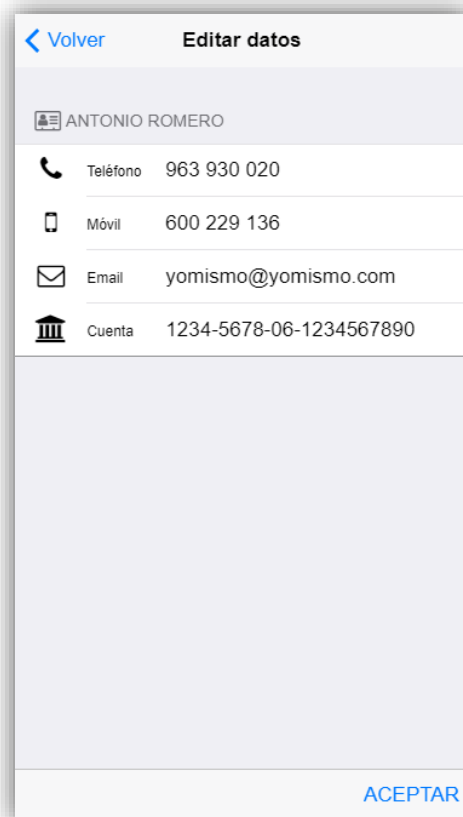 Volver Editar datos
ANTONIO ROMERO
Teléfono 963 930 020
Móvil 600 229 136
Email yomismo@yomismo.com
Cuenta 1234-5678-06-1234567890
ACEPTAR